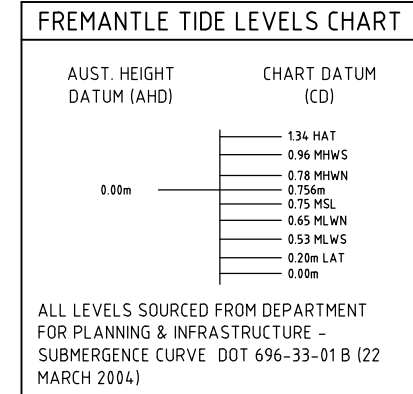 FREMANTLE TIDE LEVELS CHART
AUST. HEIGHT
DATUM (AHD)
CHART DATUM
(CD)
1.34 HAT
0.96 MHWS
0.78 MHWN
0.00m
0.756m
0.75 MSL
0.65 MLWN
0.53 MLWS
0.20m LAT
0.00m
ALL LEVELS SOURCED FROM DEPARTMENT
FOR PLANNING & INFRASTRUCTURE -
SUBMERGENCE CURVE DOT 696-33-01 B (22
MARCH 2004)